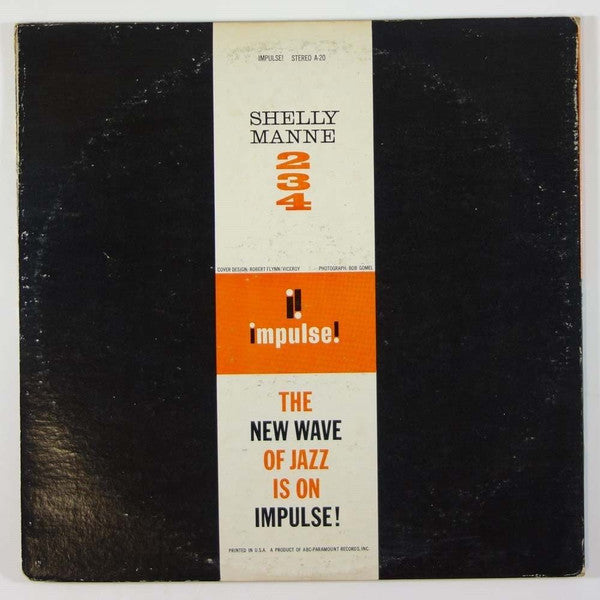 IMPULSE! STEREO A-20
SHELLY
MANNE
2
3
4
COVER DESIGN: ROBERT FLYNN/VICEROY PHOTOGRAPH: BOB GOMEL
i!
impulse!
THE
NEW WAVE
OF JAZZ
IS ON
IMPULSE!
PRINTED IN U.S.A. A PRODUCT OF ABC-PARAMOUNT RECORDS, INC.